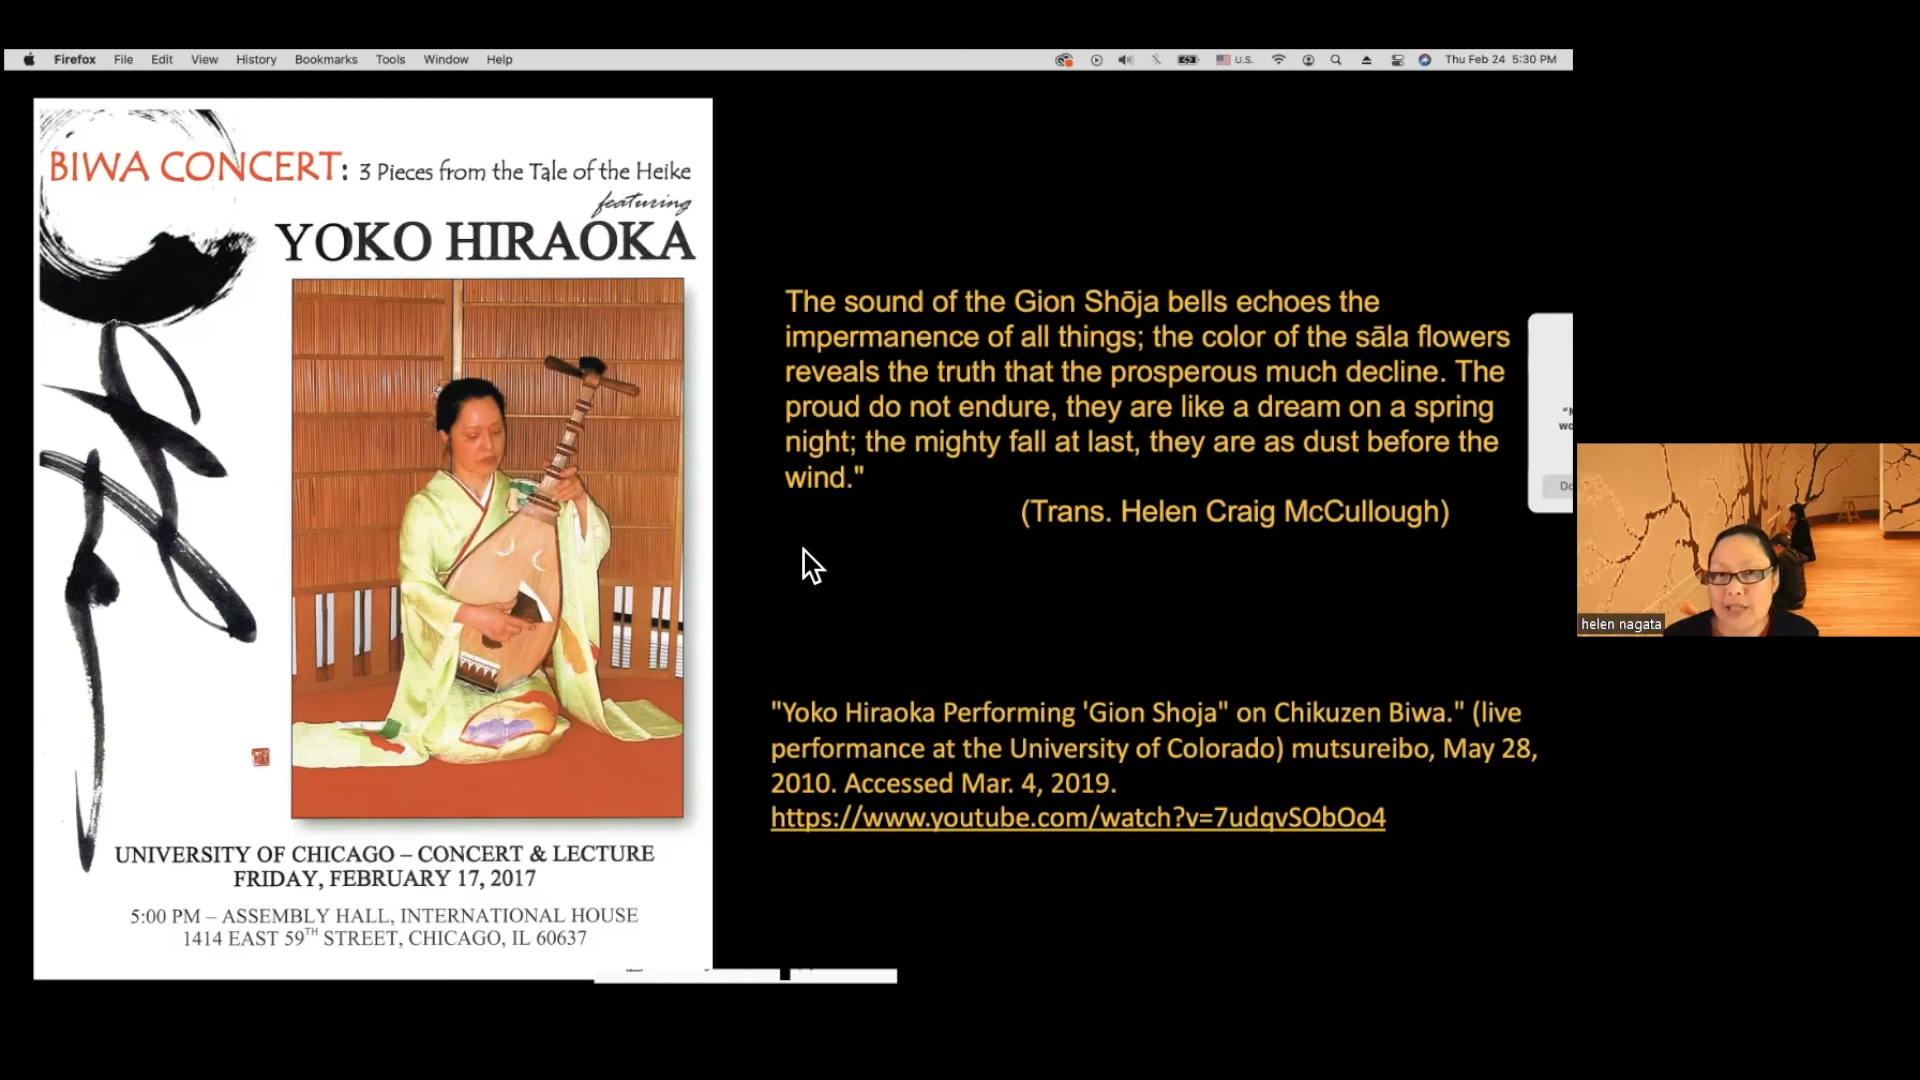 Firefox File Edit View History Bookmarks Tools Window Help
U.S. Thu Feb 24 5:30 PM
BIWA CONCERT: 3 Pieces from the Tale of the Heike
featuring
YOKO HIRAOKA
UNIVERSITY OF CHICAGO – CONCERT & LECTURE
FRIDAY, FEBRUARY 17, 2017
5:00 PM – ASSEMBLY HALL, INTERNATIONAL HOUSE
1414 EAST 59TH STREET, CHICAGO, IL 60637
The sound of the Gion Shōja bells echoes the
impermanence of all things; the color of the sāla flowers
reveals the truth that the prosperous much decline. The
proud do not endure, they are like a dream on a spring
night; the mighty fall at last, they are as dust before the
wind."
(Trans. Helen Craig McCullough)
"Yoko Hiraoka Performing 'Gion Shoja" on Chikuzen Biwa." (live
performance at the University of Colorado) mutsureibo, May 28,
2010. Accessed Mar. 4, 2019.
https://www.youtube.com/watch?v=7udqvSObOo4
helen nagata